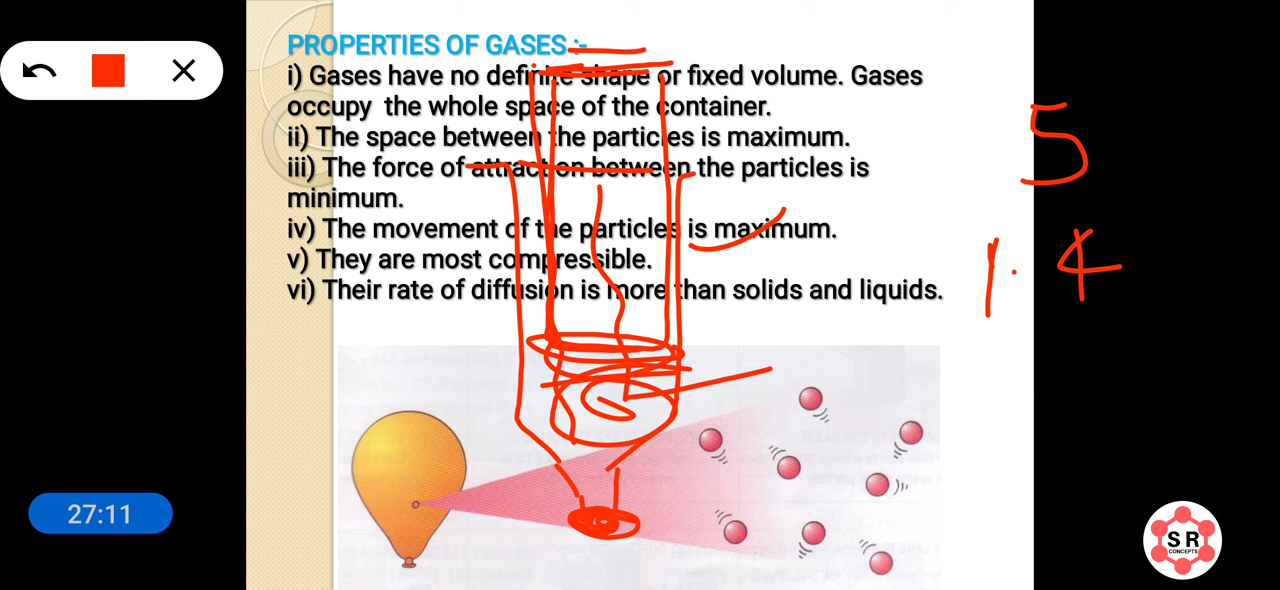 PROPERTIES OF GASES :-
i) Gases have no definite shape or fixed volume. Gases
occupy the whole space of the container.
ii) The space between the particles is maximum.
iii) The force of attraction between the particles is
minimum.
iv) The movement of the particles is maximum.
v) They are most compressible.
vi) Their rate of diffusion is more than solids and liquids.
5
1.4
27:11
S R
CONCEPTS